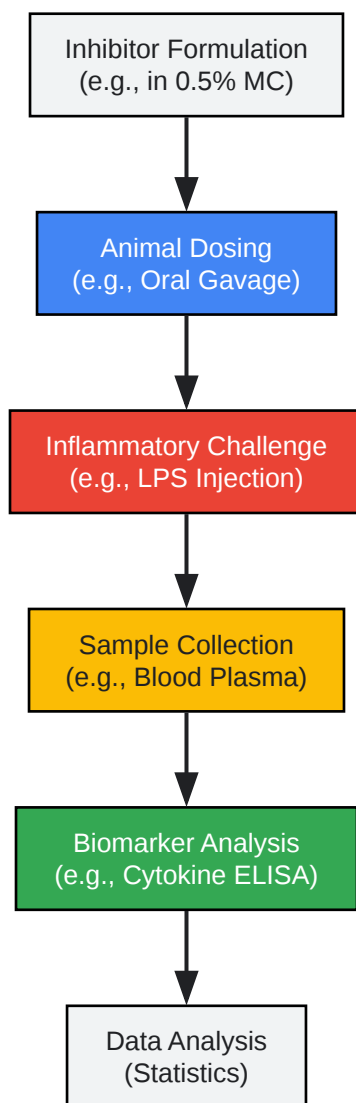 Inhibitor Formulation
(e.g., in 0.5% MC)
Animal Dosing
(e.g., Oral Gavage)
Inflammatory Challenge
(e.g., LPS Injection)
Sample Collection
(e.g., Blood Plasma)
Biomarker Analysis
(e.g., Cytokine ELISA)
Data Analysis
(Statistics)